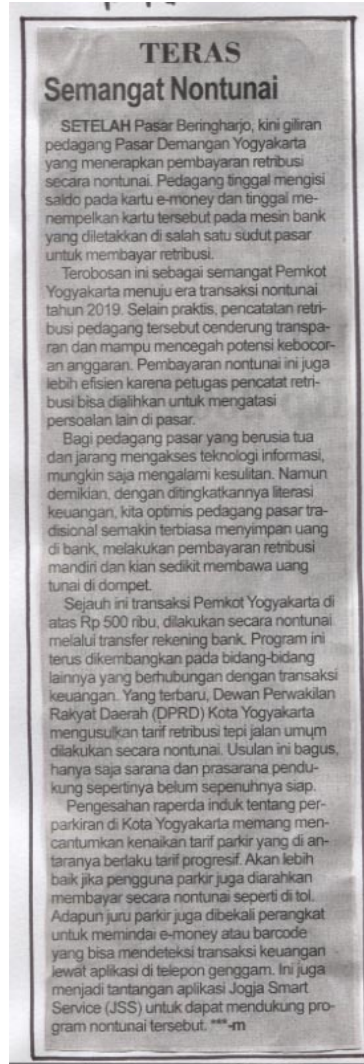 TERAS
Semangat Nontunai
SETELAH Pasar Beringharjo, kini giliran
pedagang Pasar Demangan Yogyakarta
yang menerapkan pembayaran retribusi
secara nontunai. Pedagang tinggal mengisi
saldo pada kartu e-money dan tinggal me-
nempelkan kartu tersebut pada mesin bank
yang diletakkan di salah satu sudut pasar
untuk membayar retribusi.
Terobosan ini sebagai semangat Pemkot
Yogyakarta menuju era transaksi nontunai
tahun 2019. Selain praktis, pencatatan retri-
busi pedagang tersebut cenderung transpa-
ran dan mampu mencegah potensi kebocor-
an anggaran. Pembayaran nontunai ini juga
lebih efisien karena petugas pencatat retri-
busi bisa dialihkan untuk mengatasi
persoalan lain di pasar.
Bagi pedagang pasar yang berusia tua
dan jarang mengakses teknologi informasi,
mungkin saja mengalami kesulitan. Namun
demikian, dengan ditingkatkannya literasi
keuangan, kita optimis pedagang pasar tra-
disional semakin terbiasa menyimpan uang
di bank, melakukan pembayaran retribusi
mandiri dan kian sedikit membawa uang
tunai di dompet.
Sejauh ini transaksi Pemkot Yogyakarta di
atas Rp 500 ribu, dilakukan secara nontunai
melalui transfer rekening bank. Program ini
terus dikembangkan pada bidang-bidang
lainnya yang berhubungan dengan transaksi
keuangan. Yang terbaru, Dewan Perwakilan
Rakyat Daerah (DPRD) Kota Yogyakarta
mengusulkan tarif retribusi tepi jalan umum
dilakukan secara nontunai. Usulan ini bagus,
hanya saja sarana dan prasarana pendu-
kung sepertinya belum sepenuhnya siap.
Pengesahan raperda induk tentang per-
parkiran di Kota Yogyakarta memang men-
cantumkan kenaikan tarif parkir yang di an-
taranya berlaku tarif progresif. Akan lebih
baik jika pengguna parkir juga diarahkan
membayar secara nontunai seperti di tol.
Adapun juru parkir juga dibekali perangkat
untuk memindai e-money atau barcode
yang bisa mendeteksi transaksi keuangan
lewat aplikasi di telepon genggam. Ini juga
menjadi tantangan aplikasi Jogja Smart
Service (JSS) untuk dapat mendukung pro-
gram nontunai tersebut. ***-m